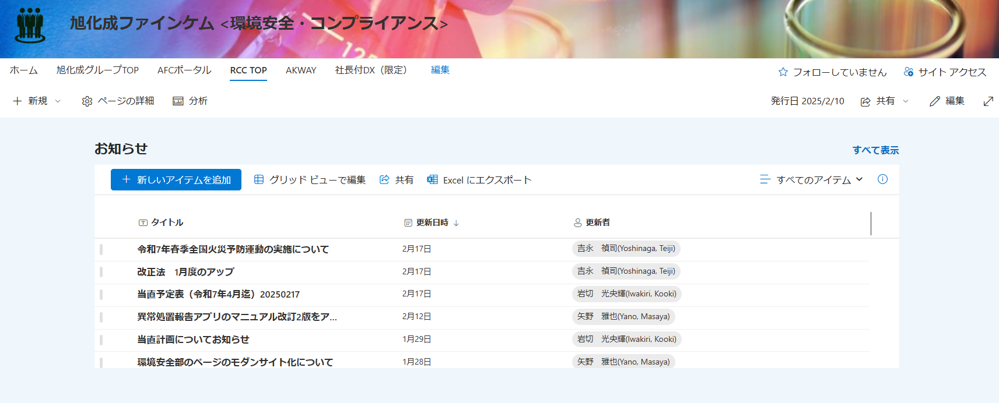 旭化成ファインケム <環境安全・コンプライアンス>
125
ホーム 旭化成グループTOP AFCポータル RCC TOP AKWAY 社長付DX（限定） 編集
フォローしていません サイト アクセス
新規 ページの詳細 分析
発行日 2025/2/10 共有 編集
お知らせ
すべて表示
新しいアイテムを追加 グリッド ビューで編集 共有 Excel にエクスポート すべてのアイテム
タイトル 更新日時 更新者
令和7年春季全国火災予防運動の実施について 2月17日 吉永　禎司(Yoshinaga, Teiji)
改正法　1月度のアップ 2月17日 吉永　禎司(Yoshinaga, Teiji)
当直予定表（令和7年4月迄）20250217 2月17日 岩切　光央輝(Iwakiri, Kooki)
異常処置報告アプリのマニュアル改訂2版をア... 2月12日 矢野　雅也(Yano, Masaya)
当直計画についてお知らせ 1月29日 岩切　光央輝(Iwakiri, Kooki)
環境安全部のページのモダンサイト化について 1月28日 矢野　雅也(Yano, Masaya)